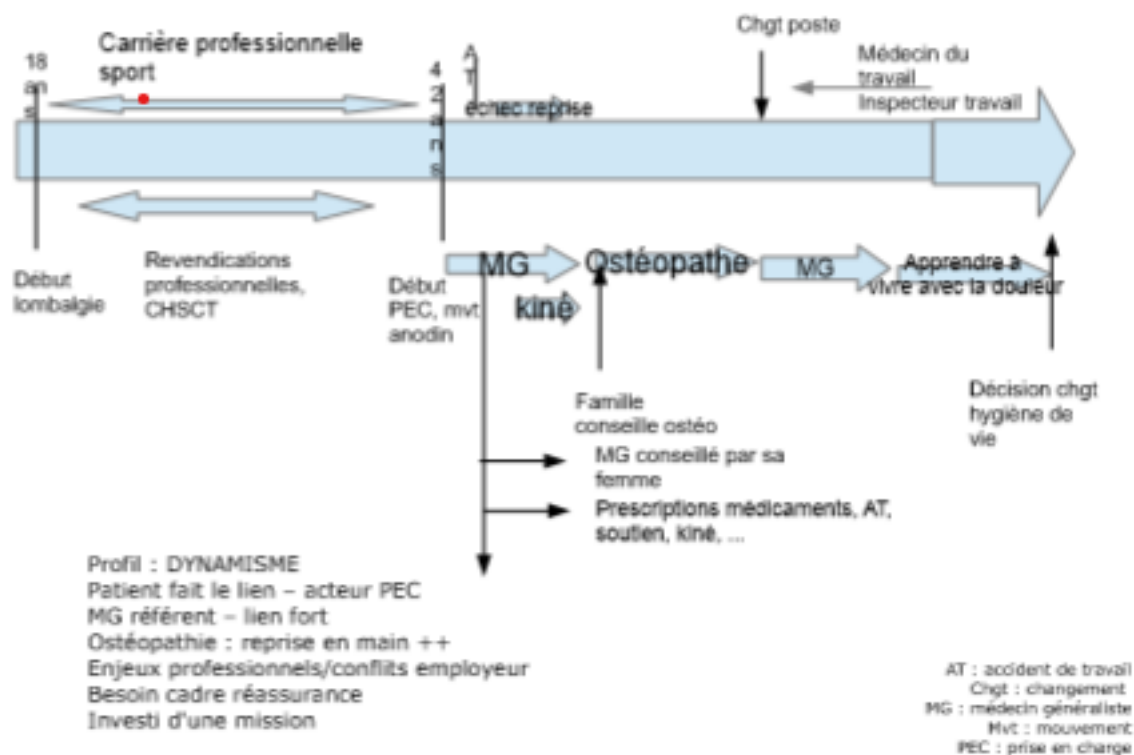 Carrière professionnelle
sport
18
an
s
42
an
s
AT
échec reprise
Chgt poste
Médecin du
travail
Inspecteur travail
Début
lombalgie
Revendications
professionnelles,
CHSCT
Début
PEC, mvt
anodin
MG
kiné
Ostéopathe
MG
Apprendre à
vivre avec la douleur
Famille
conseille ostéo
MG conseillé par sa
femme
Prescriptions médicaments, AT,
soutien, kiné, ...
Décision chgt
hygiène de
vie
Profil : DYNAMISME
Patient fait le lien – acteur PEC
MG référent – lien fort
Ostéopathie : reprise en main ++
Enjeux professionnels/conflits employeur
Besoin cadre réassurance
Investi d'une mission
AT : accident de travail
Chgt : changement
MG : médecin généraliste
Mvt : mouvement
PEC : prise en charge